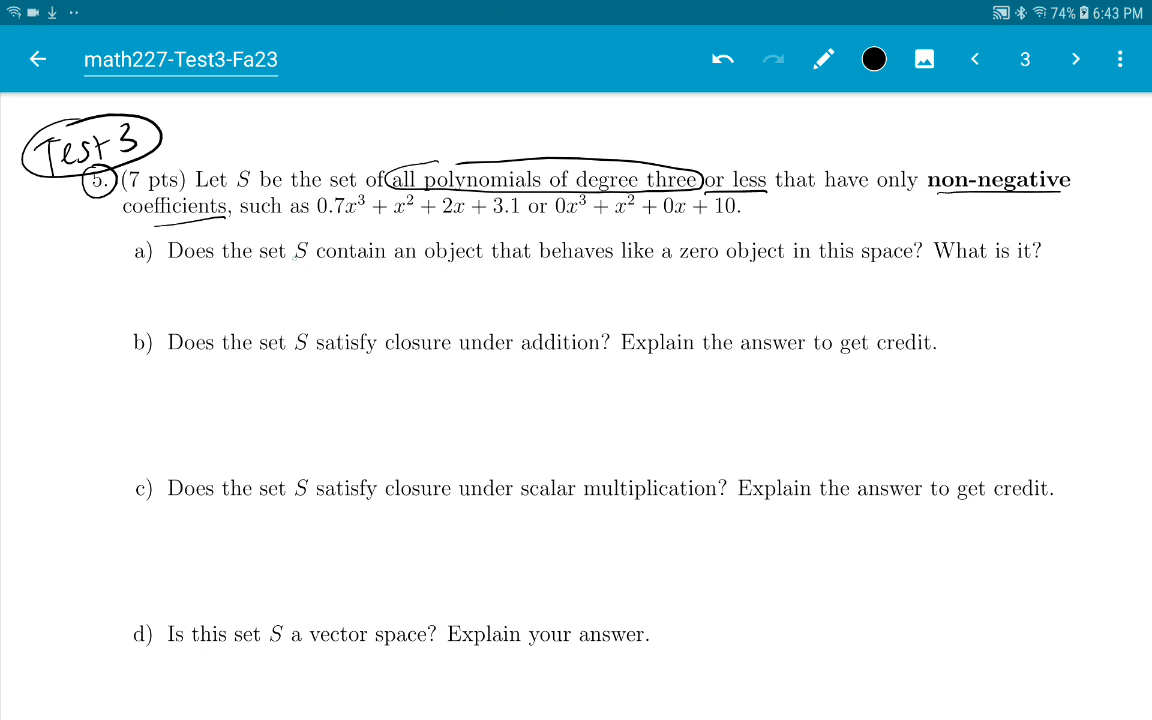 74% 6:43 PM
math227-Test3-Fa23
3
Test 3
5. (7 pts) Let S be the set of all polynomials of degree three or less that have only non-negative
coefficients, such as 0.7x³ + x² + 2x + 3.1 or 0x³ + x² + 0x + 10.
a) Does the set S contain an object that behaves like a zero object in this space? What is it?
b) Does the set S satisfy closure under addition? Explain the answer to get credit.
c) Does the set S satisfy closure under scalar multiplication? Explain the answer to get credit.
d) Is this set S a vector space? Explain your answer.